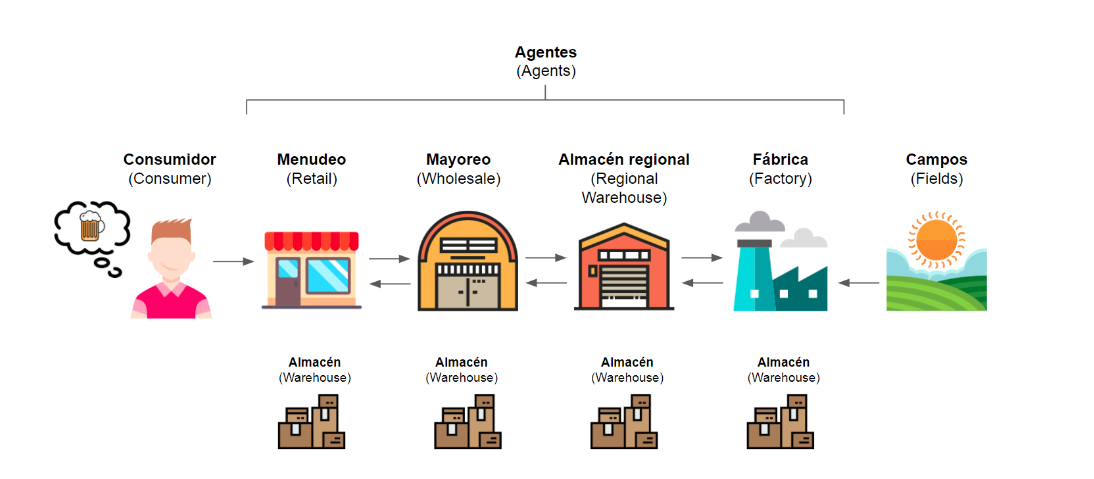 Agentes
(Agents)
Consumidor
(Consumer)
Menudeo
(Retail)
Mayoreo
(Wholesale)
Almacén regional
(Regional
Warehouse)
Fábrica
(Factory)
Campos
(Fields)
Almacén
(Warehouse)
Almacén
(Warehouse)
Almacén
(Warehouse)
Almacén
(Warehouse)